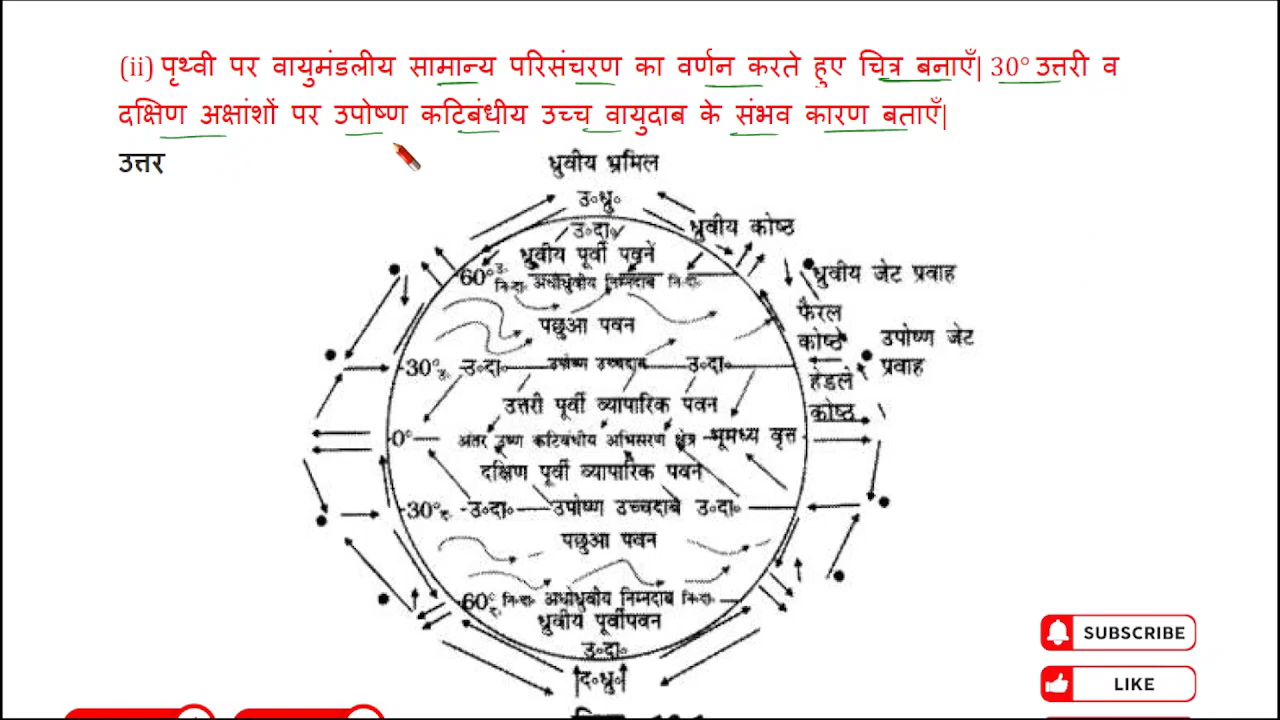 (ii) पृथ्वी पर वायुमंडलीय सामान्य परिसंचरण का वर्णन करते हुए चित्र बनाएँ| 30° उत्तरी व
दक्षिण अक्षांशों पर उपोष्ण कटिबंधीय उच्च वायुदाब के संभव कारण बताएँ|
उत्तर
ध्रुवीय भ्रमिल
उ॰ध्रु॰
उ॰दा॰
ध्रुवीय कोष्ठ
ध्रुवीय पूर्वी पवनें
60° उ॰
नि॰दा॰ अधोध्रुवीय निम्नदाब नि॰दा॰
ध्रुवीय जेट प्रवाह
पछुआ पवन
फैरल
कोष्ठ
उपोष्ण जेट
प्रवाह
30° उ॰ उ॰दा॰ उपोष्ण उच्चदाब उ॰दा॰
हेडले
कोष्ठ
उत्तरी पूर्वी व्यापारिक पवन
0° अंतर उष्ण कटिबंधीय अभिसरण क्षेत्र भूमध्य वृत्त
दक्षिण पूर्वी व्यापारिक पवन
30° द॰ उ॰दा॰ उपोष्ण उच्चदाब उ॰दा॰
पछुआ पवन
60° द॰ नि॰दा॰ अधोध्रुवीय निम्नदाब नि॰दा॰
ध्रुवीय पूर्वीपवन
उ॰दा॰
द॰ध्रु॰
SUBSCRIBE
LIKE